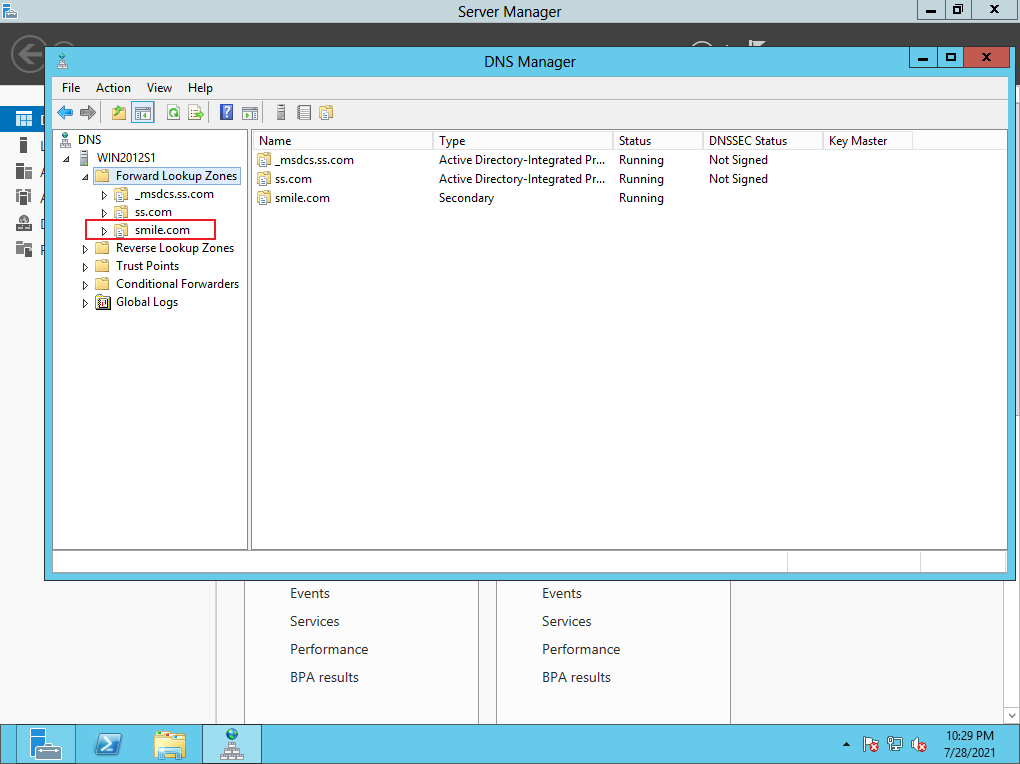 Server Manager
DNS Manager
File Action View Help
DNS
WIN2012S1
Forward Lookup Zones
_msdcs.ss.com
ss.com
smile.com
Reverse Lookup Zones
Trust Points
Conditional Forwarders
Global Logs
Name Type Status DNSSEC Status Key Master
_msdcs.ss.com Active Directory-Integrated Pr... Running Not Signed
ss.com Active Directory-Integrated Pr... Running Not Signed
smile.com Secondary Running
Events Events
Services Services
Performance Performance
BPA results BPA results
10:29 PM
7/28/2021